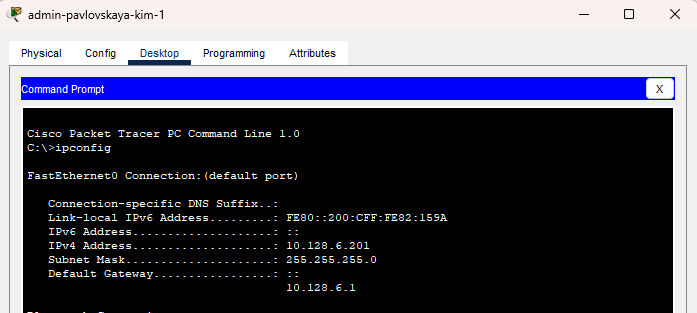 admin-pavlovskaya-kim-1
Physical Config Desktop Programming Attributes
Command Prompt X
Cisco Packet Tracer PC Command Line 1.0
C:\>ipconfig
FastEthernet0 Connection:(default port)
Connection-specific DNS Suffix..:
Link-local IPv6 Address.........: FE80::200:CFF:FE82:159A
IPv6 Address....................: ::
IPv4 Address....................: 10.128.6.201
Subnet Mask.....................: 255.255.255.0
Default Gateway.................: ::
10.128.6.1